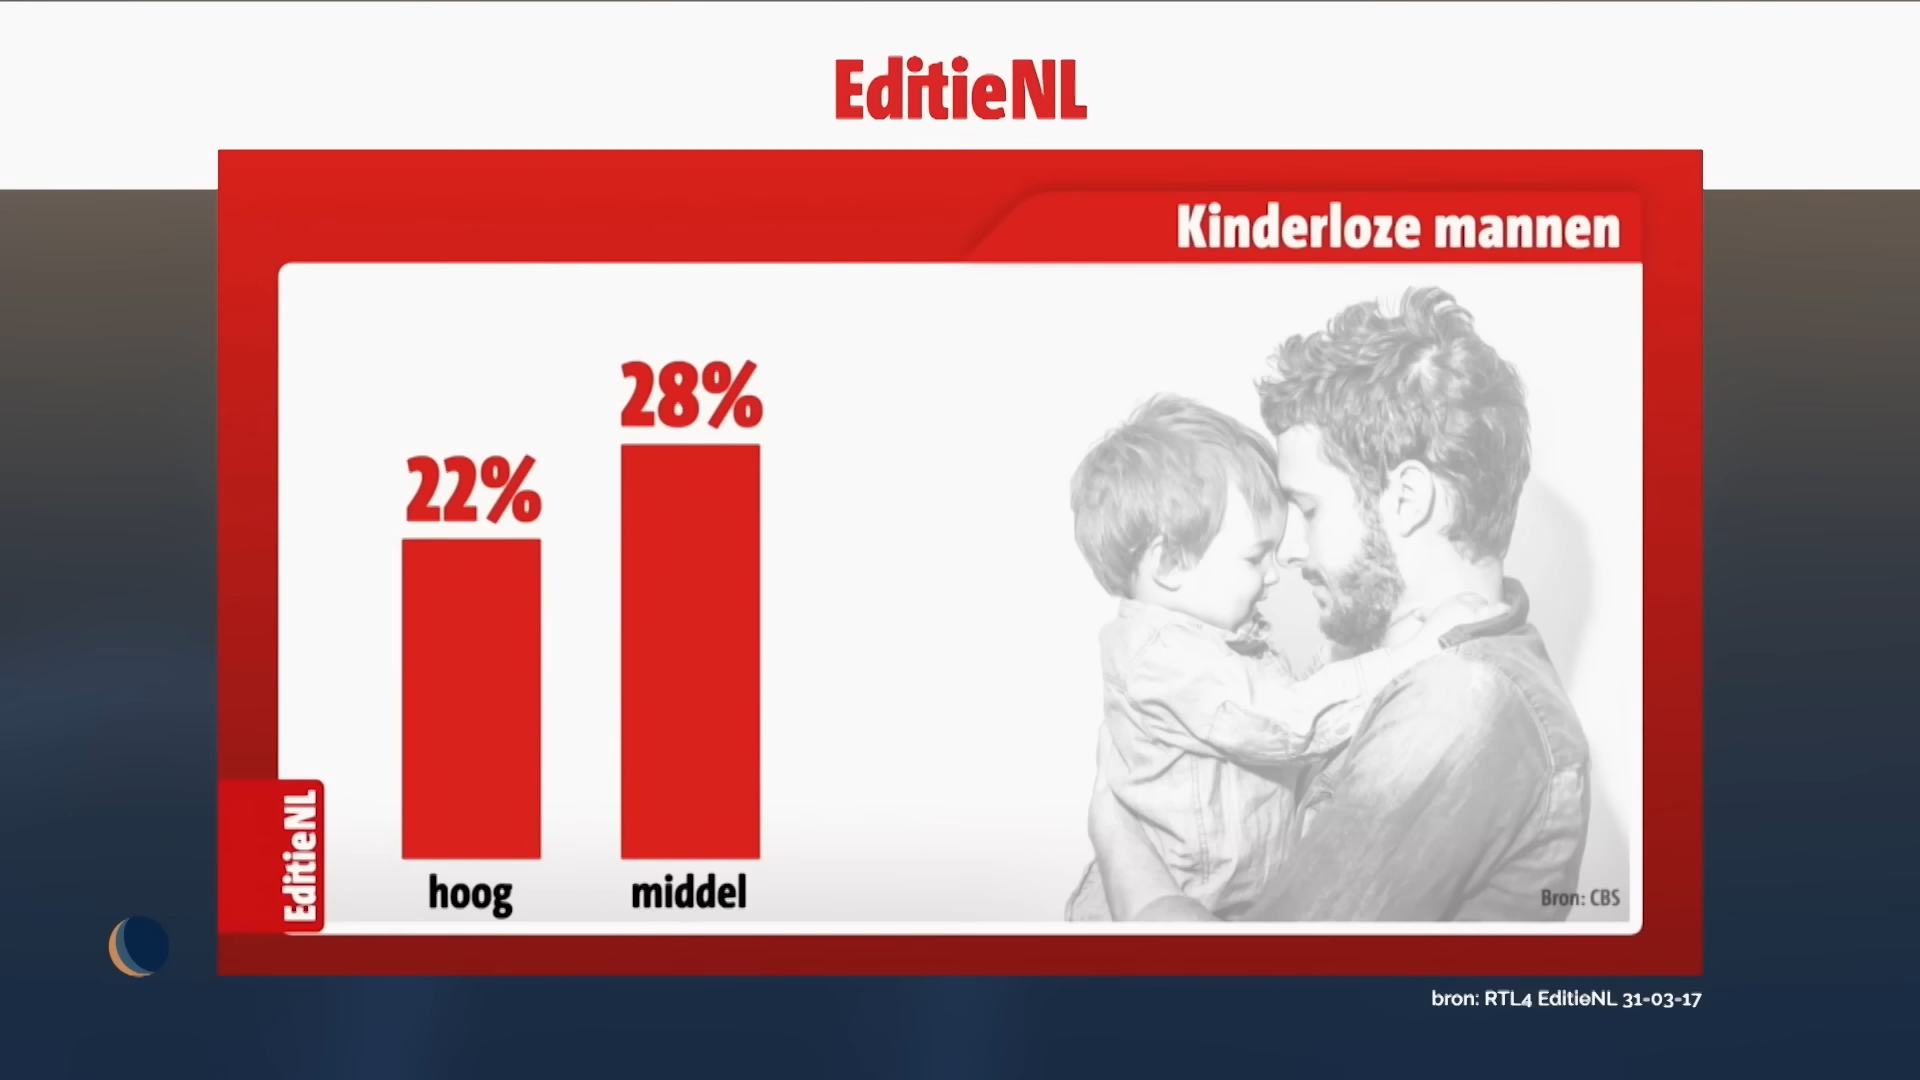 EditieNL
Kinderloze mannen
28%
22%
hoog
middel
EditieNL
Bron: CBS
bron: RTL4 EditieNL 31-03-17